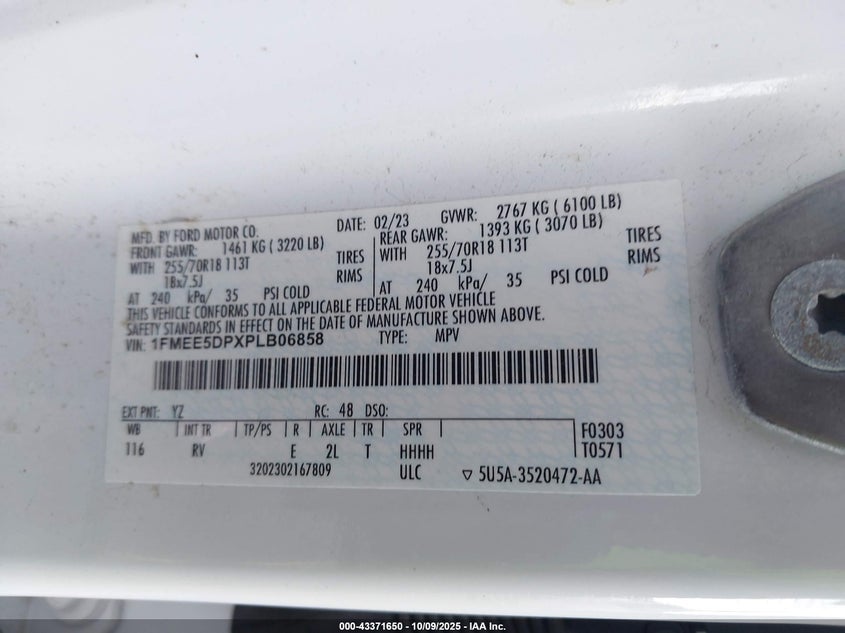 MFD. BY FORD MOTOR CO.
DATE: 02/23 GVWR: 2767 KG ( 6100 LB)
FRONT GAWR: 1461 KG ( 3220 LB)
REAR GAWR: 1393 KG ( 3070 LB)
WITH 255/70R18 113T TIRES
WITH 255/70R18 113T TIRES
18x7.5J RIMS
18x7.5J RIMS
AT 240 kPa/ 35 PSI COLD
AT 240 kPa/ 35 PSI COLD
THIS VEHICLE CONFORMS TO ALL APPLICABLE FEDERAL MOTOR VEHICLE
SAFETY STANDARDS IN EFFECT ON THE DATE OF MANUFACTURE SHOWN ABOVE.
VIN: 1FMEE5DPXPLB06858 TYPE: MPV
EXT PNT: YZ RC: 48 DSO:
WB INT TR TP/PS R AXLE TR SPR F0303
116 RV E 2L T HHHH T0571
3202302167809 ULC ▽ 5U5A-3520472-AA
000-43371650 - 10/09/2025 - IAA Inc.